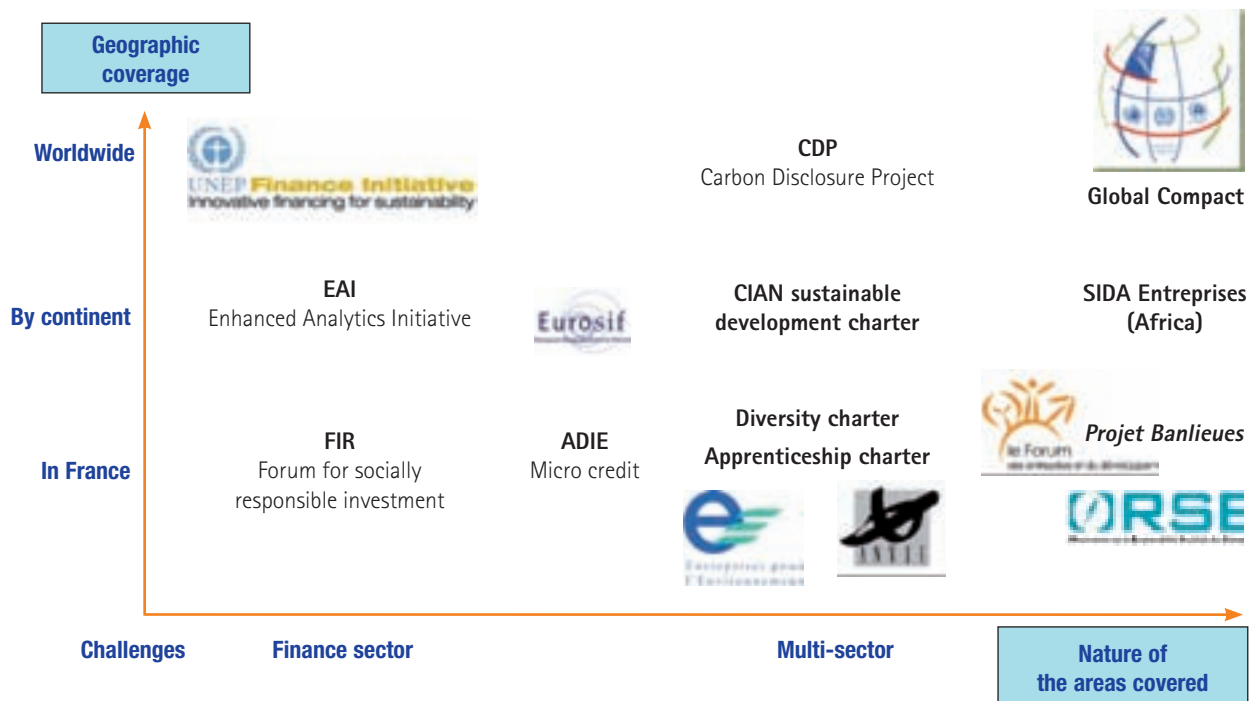 Geographic
coverage
Worldwide
UNEP Finance Initiative
Innovative financing for sustainability
CDP
Carbon Disclosure Project
Global Compact
By continent
EAI
Enhanced Analytics Initiative
Eurosif
CIAN sustainable
development charter
SIDA Entreprises
(Africa)
In France
FIR
Forum for socially
responsible investment
ADIE
Micro credit
Diversity charter
Apprenticeship charter
Entreprises pour
l'Environnement
le Forum
Projet Banlieues
ORSE
Challenges
Finance sector
Multi-sector
Nature of
the areas covered